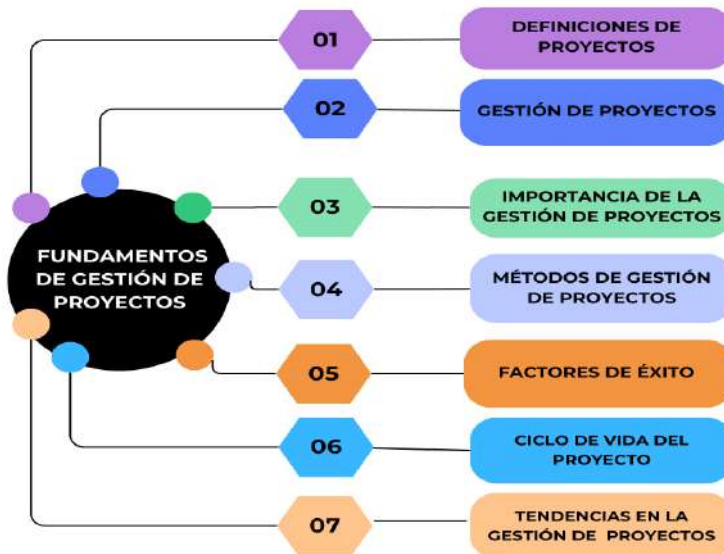 01
DEFINICIONES DE
PROYECTOS
02
GESTIÓN DE PROYECTOS
03
IMPORTANCIA DE LA
GESTIÓN DE PROYECTOS
FUNDAMENTOS
DE GESTIÓN DE
PROYECTOS
04
MÉTODOS DE GESTIÓN
DE PROYECTOS
05
FACTORES DE ÉXITO
06
CICLO DE VIDA DEL
PROYECTO
07
TENDENCIAS EN LA
GESTIÓN DE PROYECTOS